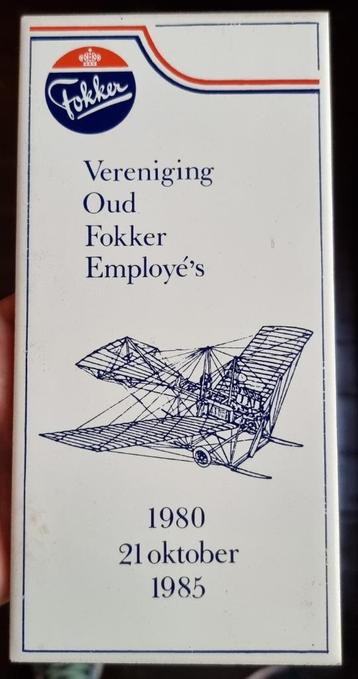 Fokker
Vereniging
Oud
Fokker
Employé's
1980
21 oktober
1985